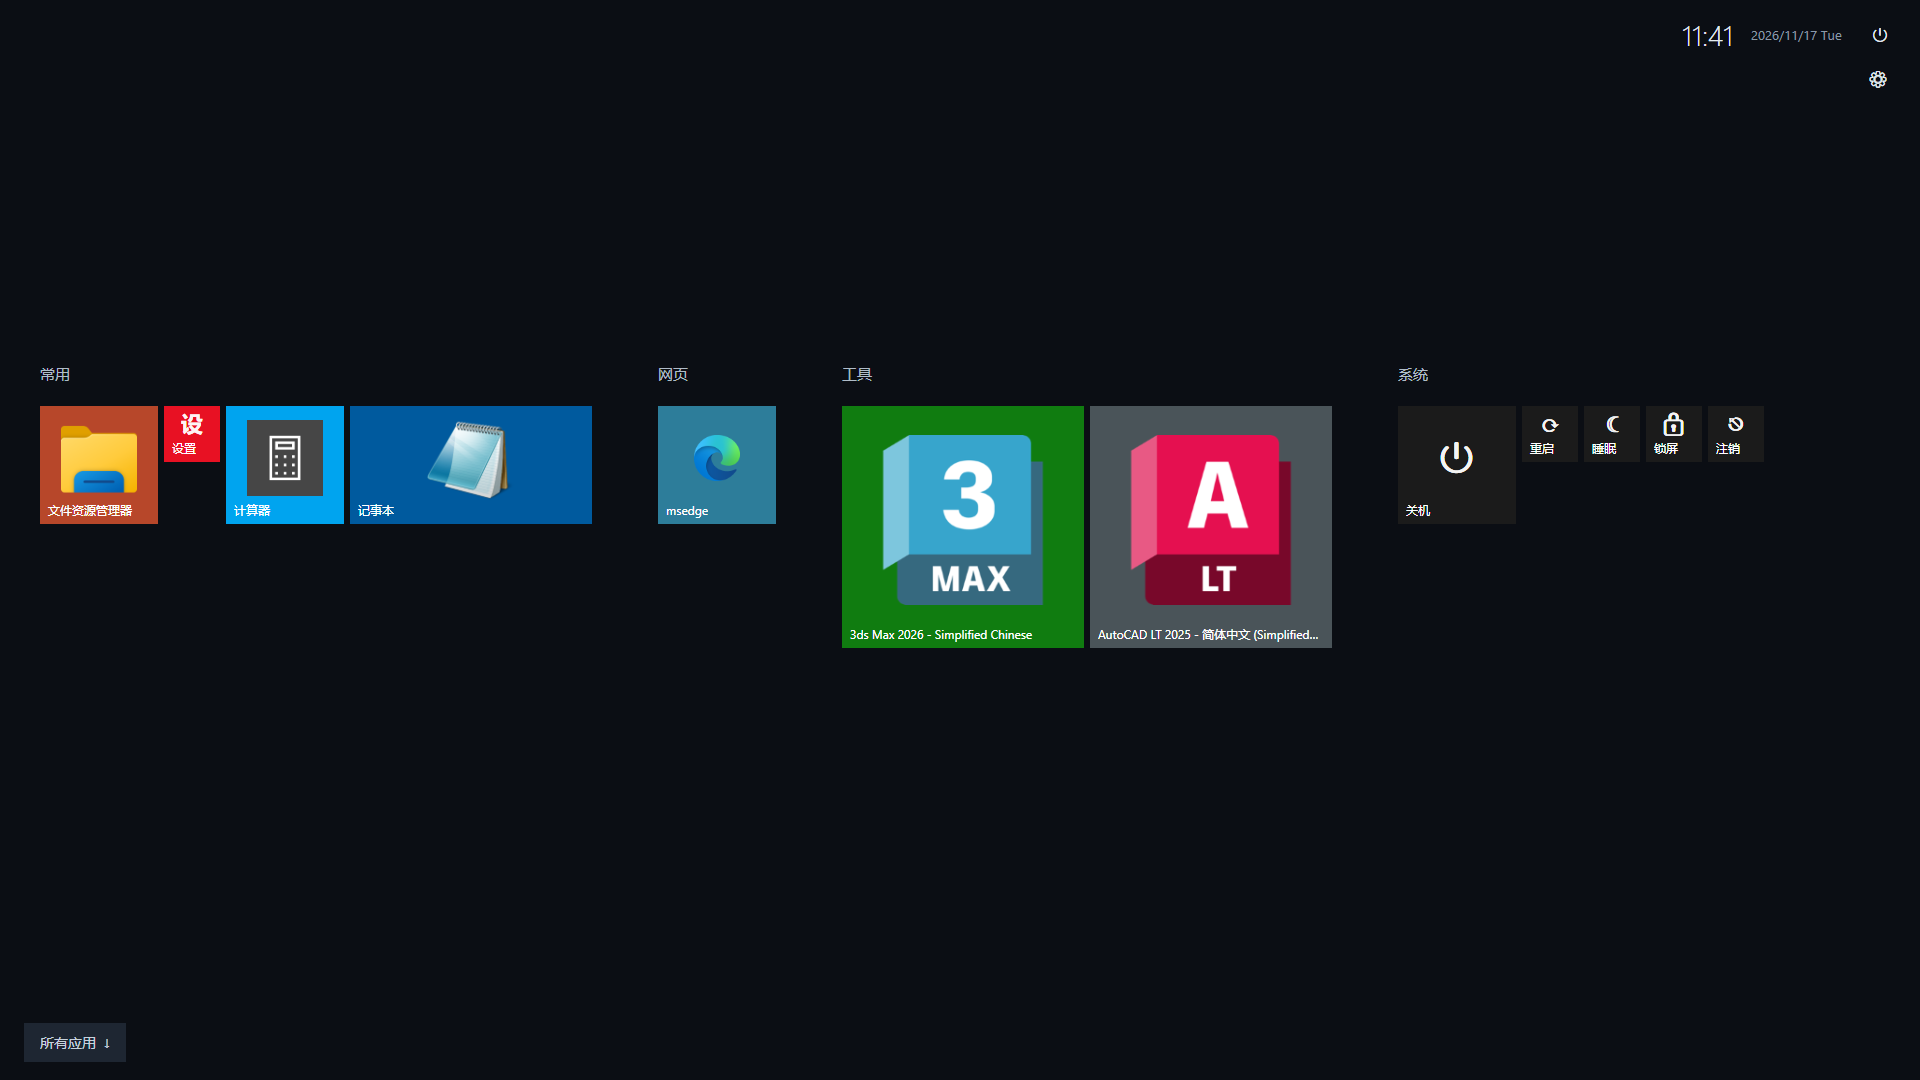 11:41 2026/11/17 Tue
常用
网页
工具
系统
设
设置
文件资源管理器
计算器
记事本
msedge
3
MAX
3ds Max 2026 - Simplified Chinese
A
LT
AutoCAD LT 2025 - 简体中文 (Simplified...
关机
重启
睡眠
锁屏
注销
所有应用 ↓